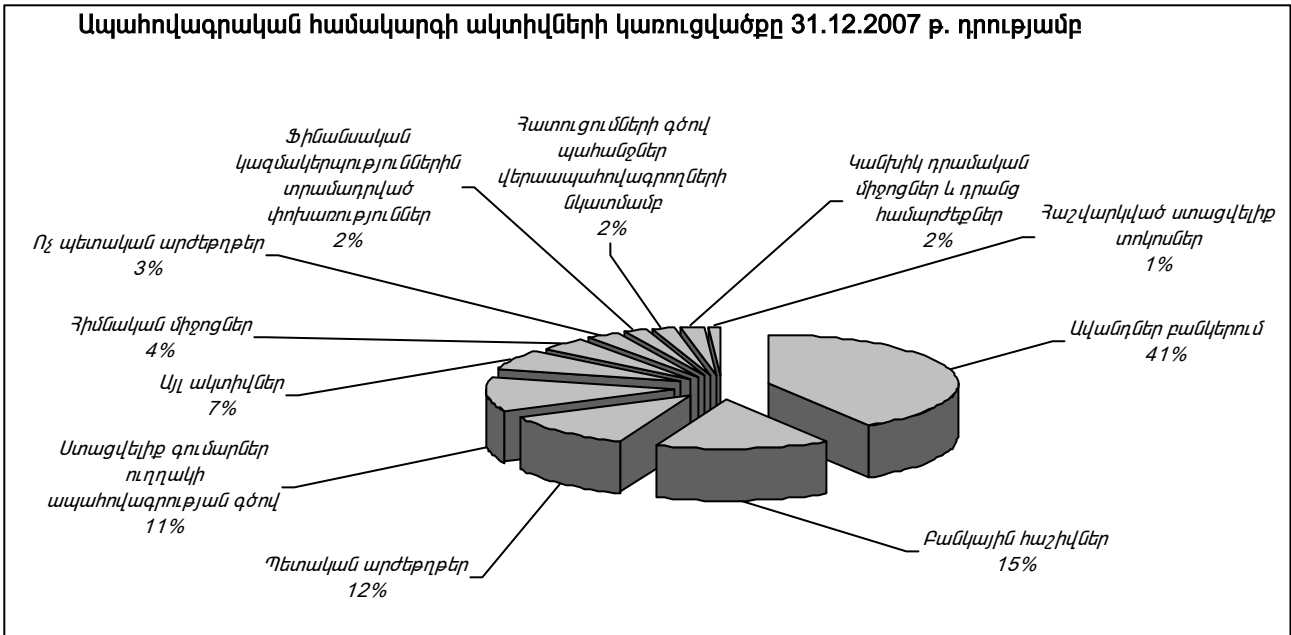 Ապահովագրական համակարգի ակտիվների կառուցվածքը 31.12.2007 թ. դրությամբ
Ֆինանսական
կազմակերպություններին
տրամադրված
փոխառություններ
2%
Հատուցումների գծով
պահանջներ
վերաապահովագրողների
նկատմամբ
2%
Կանխիկ դրամական
միջոցներ և դրանց
համարժեքներ
2%
Հաշվարկված ստացվելիք
տոկոսներ
1%
Ոչ պետական արժեթղթեր
3%
Հիմնական միջոցներ
4%
Ավանդներ բանկերում
41%
Այլ ակտիվներ
7%
Ստացվելիք գումարներ
ուղղակի
ապահովագրության գծով
11%
Բանկային հաշիվներ
15%
Պետական արժեթղթեր
12%